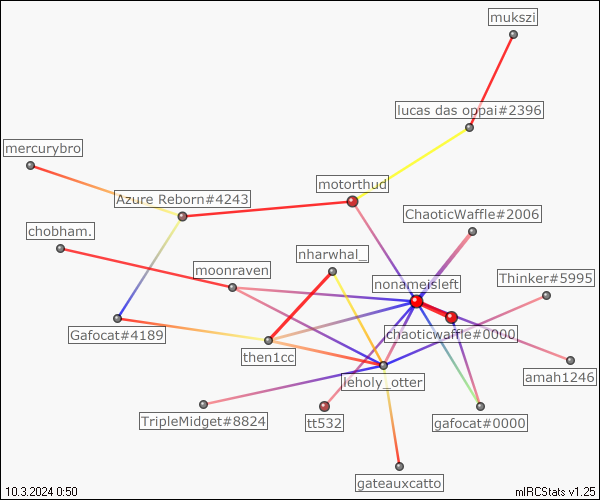 mukszi
lucas das oppai#2396
mercurybro
motorthud
Azure Reborn#4243
ChaoticWaffle#2006
chobham.
nharwhal_
moonraven
nonameisleft
Thinker#5995
Gafocat#4189
chaoticwaffle#0000
then1cc
leholy_otter
amah1246
TripleMidget#8824
tt532
gafocat#0000
gateauxcatto
10.3.2024 0:50
mIRCStats v1.25